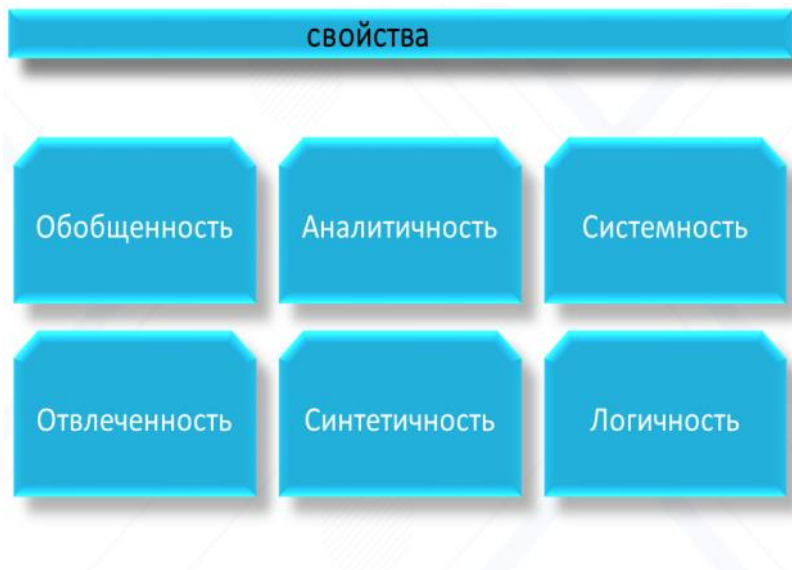 свойства
Обобщенность
Аналитичность
Системность
Отвлеченность
Синтетичность
Логичность